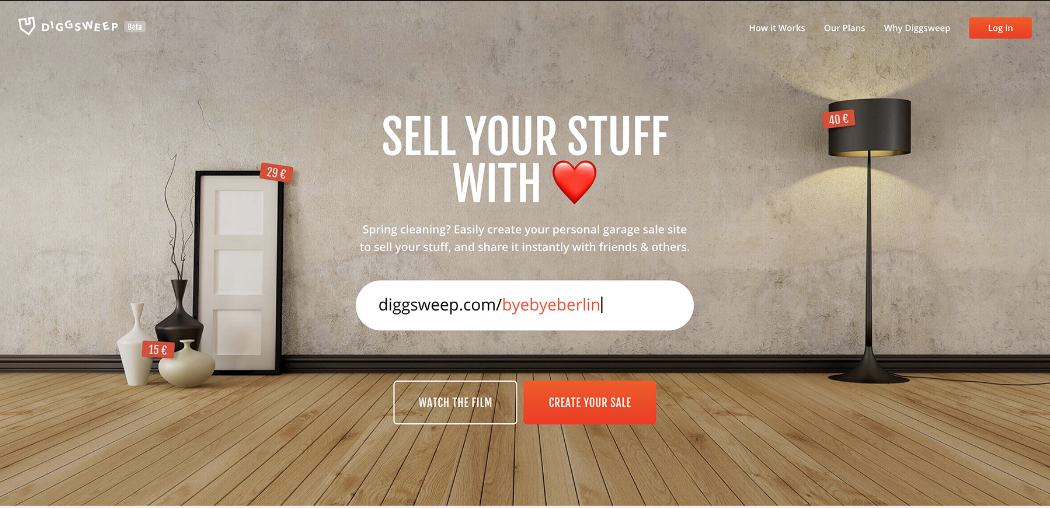 DIGGSWEEP Beta
How it Works Our Plans Why Diggsweep Log in
SELL YOUR STUFF
WITH ❤️
Spring cleaning? Easily create your personal garage sale site
to sell your stuff, and share it instantly with friends & others.
diggsweep.com/byebyeberlin
WATCH THE FILM CREATE YOUR SALE
29 €
15 €
40 €